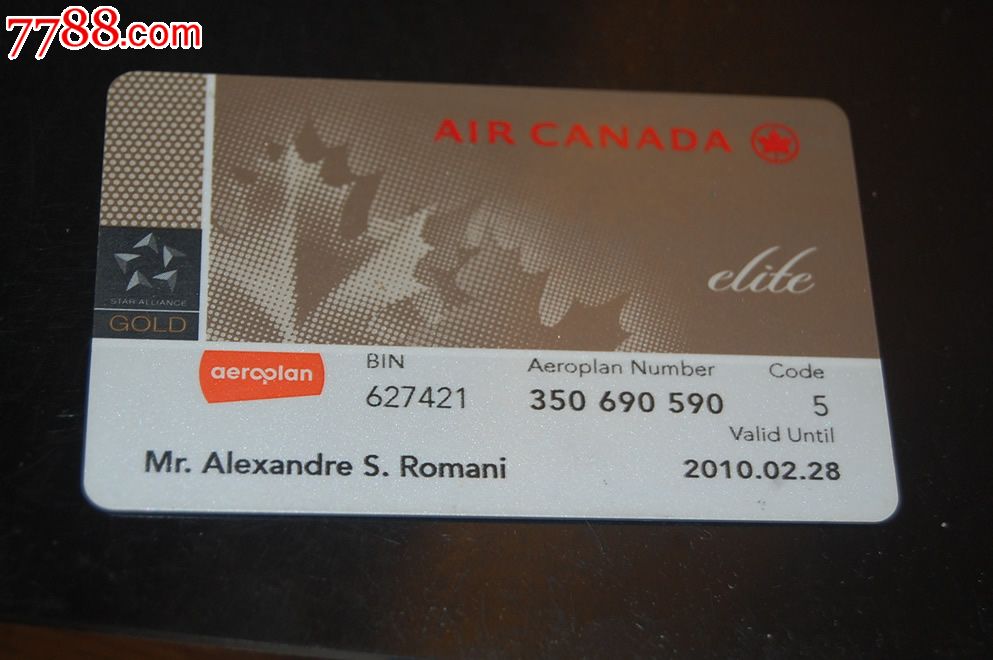 7788.com
AIR CANADA
elite
STAR ALLIANCE
GOLD
aeroplan
BIN
Aeroplan Number
Code
627421
350 690 590
5
Valid Until
Mr. Alexandre S. Romani
2010.02.28